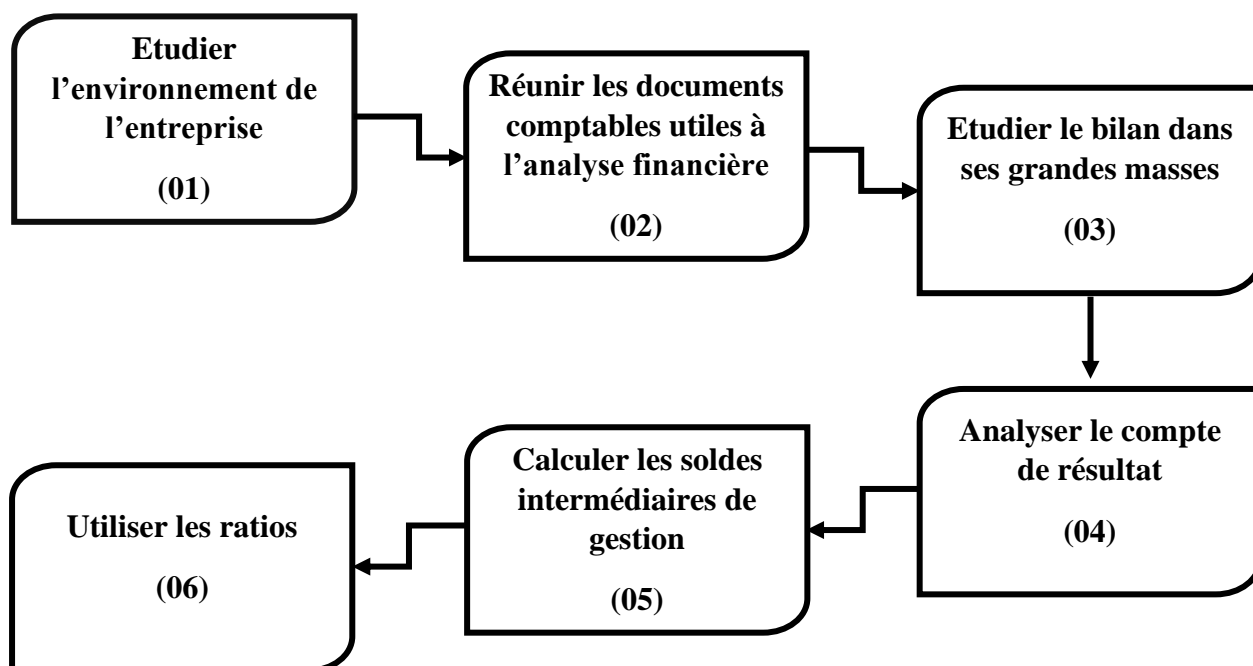 Etudier
l’environnement de
l’entreprise
(01)
Réunir les documents
comptables utiles à
l’analyse financière
(02)
Etudier le bilan dans
ses grandes masses
(03)
Analyser le compte
de résultat
(04)
Calculer les soldes
intermédiaires de
gestion
(05)
Utiliser les ratios
(06)